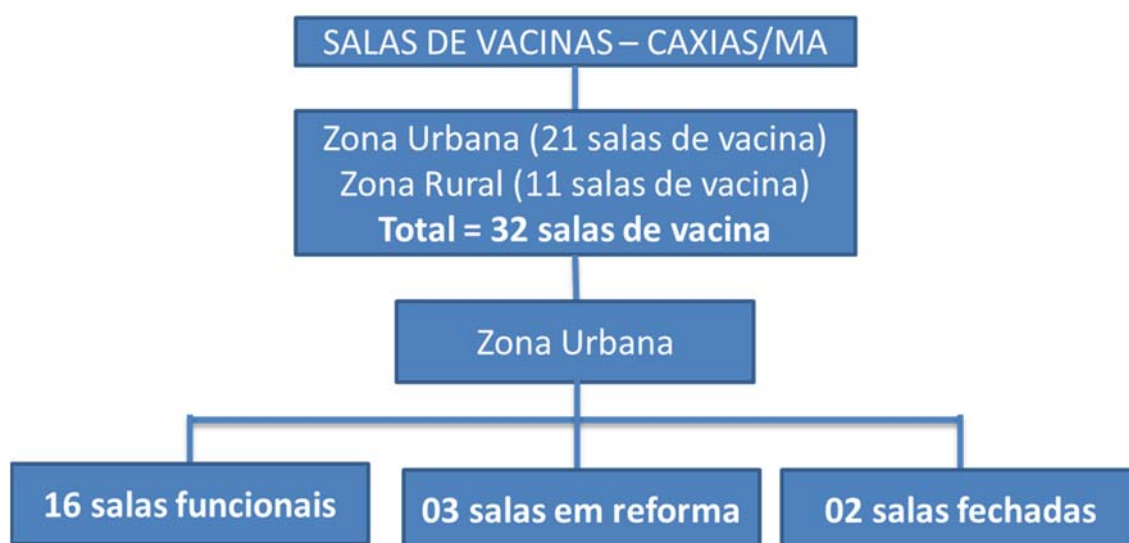 SALAS DE VACINAS – CAXIAS/MA
Zona Urbana (21 salas de vacina)
Zona Rural (11 salas de vacina)
Total = 32 salas de vacina
Zona Urbana
16 salas funcionais
03 salas em reforma
02 salas fechadas